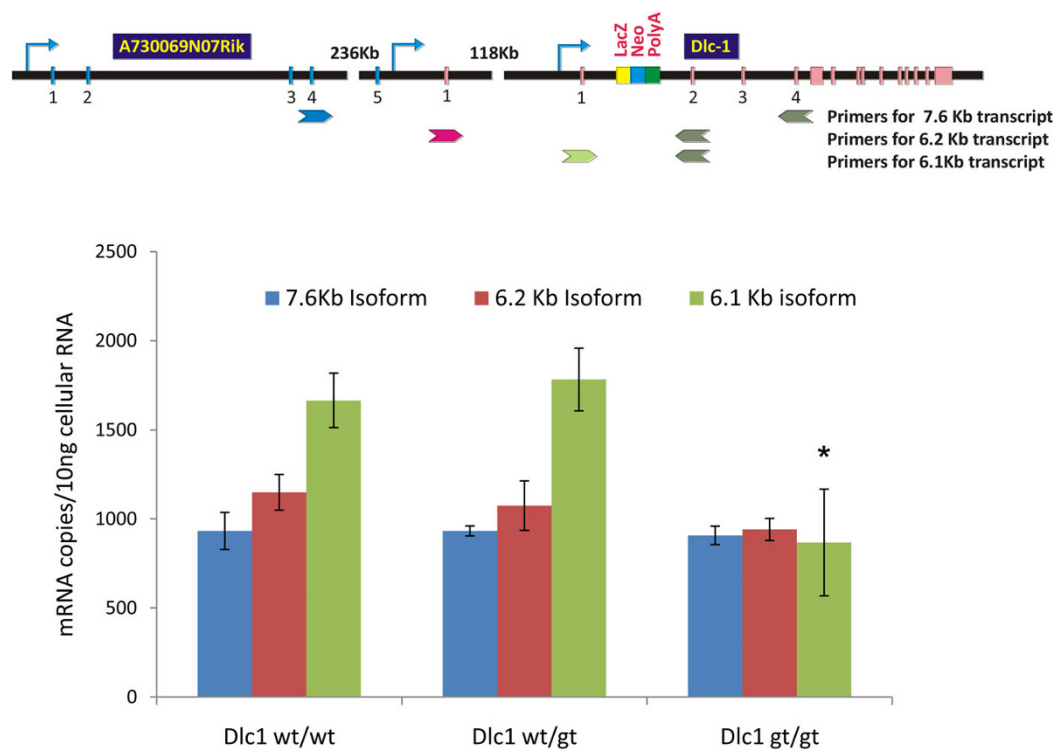 A730069N07Rik
236Kb
118Kb
LacZ
Neo
PolyA
Dlc-1
1 2 3 4 5 1 1 2 3 4
Primers for 7.6 Kb transcript
Primers for 6.2 Kb transcript
Primers for 6.1Kb transcript
mRNA copies/10ng cellular RNA
2500
2000
1500
1000
500
0
7.6Kb Isoform
6.2 Kb Isoform
6.1 Kb isoform
*
Dlc1 wt/wt
Dlc1 wt/gt
Dlc1 gt/gt